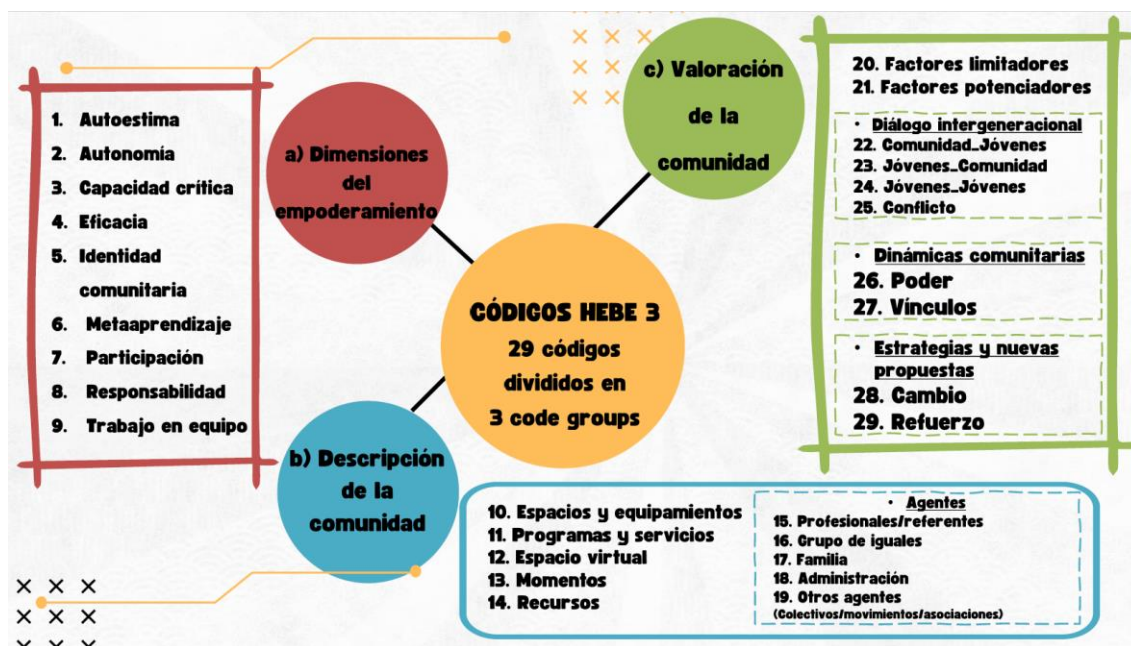 a) Dimensiones
del
empoderamiento
1. Autoestima
2. Autonomía
3. Capacidad crítica
4. Eficacia
5. Identidad
comunitaria
6. Metaaprendizaje
7. Participación
8. Responsabilidad
9. Trabajo en equipo
CÓDIGOS HEBE 3
29 códigos
divididos en
3 code groups
b) Descripción
de la
comunidad
10. Espacios y equipamientos
11. Programas y servicios
12. Espacio virtual
13. Momentos
14. Recursos
· Agentes
15. Profesionales/referentes
16. Grupo de iguales
17. Familia
18. Administración
19. Otros agentes
(Colectivos/movimientos/asociaciones)
c) Valoración
de la
comunidad
20. Factores limitadores
21. Factores potenciadores
· Diálogo intergeneracional
22. Comunidad_Jóvenes
23. Jóvenes_Comunidad
24. Jóvenes_Jóvenes
25. Conflicto
· Dinámicas comunitarias
26. Poder
27. Vínculos
· Estrategias y nuevas
propuestas
28. Cambio
29. Refuerzo